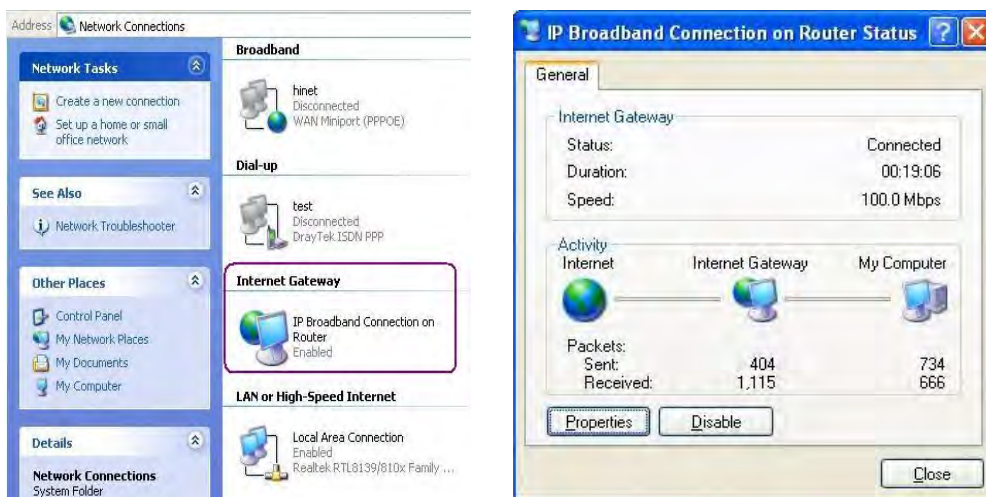 Address Network Connections
Network Tasks
Create a new connection
Set up a home or small
office network
See Also
Network Troubleshooter
Other Places
Control Panel
My Network Places
My Documents
My Computer
Details
Network Connections
System Folder
Broadband
hinet
Disconnected
WAN Miniport (PPPOE)
Dial-up
test
Disconnected
DrayTek ISDN PPP
Internet Gateway
IP Broadband Connection on
Router
Enabled
LAN or High-Speed Internet
Local Area Connection
Enabled
Realtek RTL8139/810x Family ...
IP Broadband Connection on Router Status
General
Internet Gateway
Status: Connected
Duration: 00:19:06
Speed: 100.0 Mbps
Activity
Internet Internet Gateway My Computer
Packets:
Sent: 404 734
Received: 1,115 666
Properties Disable
Close